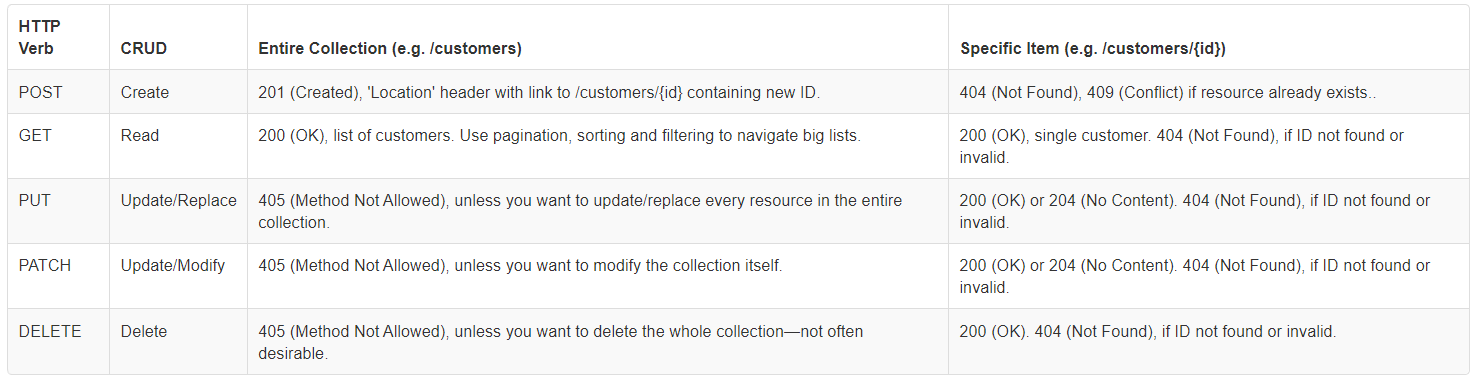 HTTP
Verb
CRUD
Entire Collection (e.g. /customers)
Specific Item (e.g. /customers/{id})
POST
Create
201 (Created), 'Location' header with link to /customers/{id} containing new ID.
404 (Not Found), 409 (Conflict) if resource already exists..
GET
Read
200 (OK), list of customers. Use pagination, sorting and filtering to navigate big lists.
200 (OK), single customer. 404 (Not Found), if ID not found or
invalid.
PUT
Update/Replace
405 (Method Not Allowed), unless you want to update/replace every resource in the entire
collection.
200 (OK) or 204 (No Content). 404 (Not Found), if ID not found or
invalid.
PATCH
Update/Modify
405 (Method Not Allowed), unless you want to modify the collection itself.
200 (OK) or 204 (No Content). 404 (Not Found), if ID not found or
invalid.
DELETE
Delete
405 (Method Not Allowed), unless you want to delete the whole collection—not often
desirable.
200 (OK). 404 (Not Found), if ID not found or invalid.